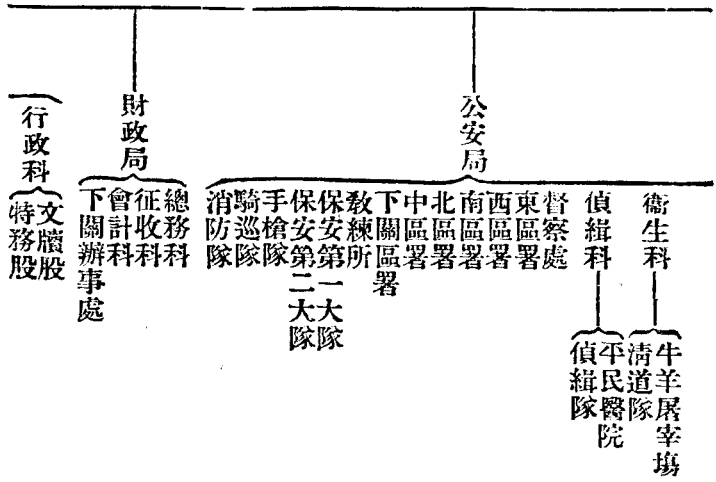 公安局
衞生科
牛羊屠宰場
清道隊
偵緝科
平民醫院
偵緝隊
督察處
東區署
西區署
南區署
北區署
中區署
下關區署
敎練所
保安第一大隊
保安第二大隊
手槍隊
騎巡隊
消防隊
財政局
總務科
征收科
會計科
下關辦事處
行政科
文牘股
特務股